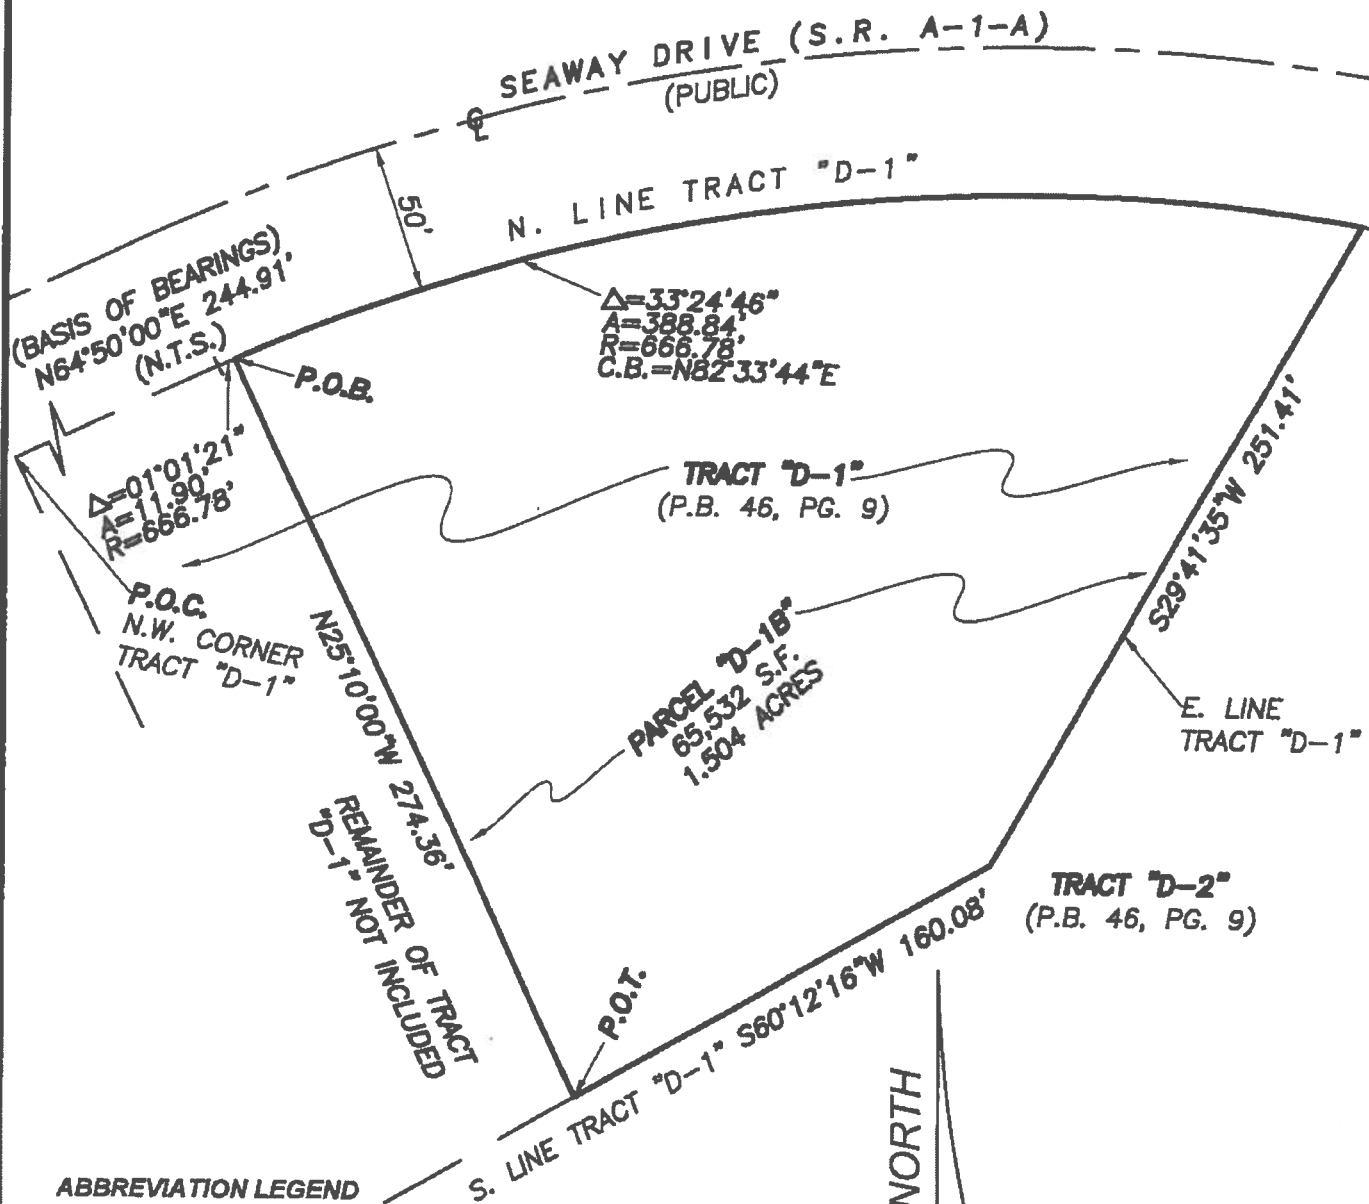 SEAWAY DRIVE (S.R. A-1-A)
(PUBLIC)
℄
50'
N. LINE TRACT "D-1"
(BASIS OF BEARINGS)
N64°50'00"E 244.91'
(N.T.S.)
P.O.B.
Δ=33°24'46"
A=388.84'
R=666.78'
C.B.=N82°33'44"E
Δ=01°01'21"
A=11.90'
R=666.78'
TRACT "D-1"
(P.B. 46, PG. 9)
S29°41'35"W 251.41'
P.O.C.
N.W. CORNER
TRACT "D-1"
N25°10'00"W 274.36'
PARCEL "D-1B"
65,532 S.F.
1.504 ACRES
E. LINE
TRACT "D-1"
REMAINDER OF TRACT
"D-1" NOT INCLUDED
TRACT "D-2"
(P.B. 46, PG. 9)
P.O.T.
S60°12'16"W 160.08'
S. LINE TRACT "D-1"
NORTH
ABBREVIATION LEGEND